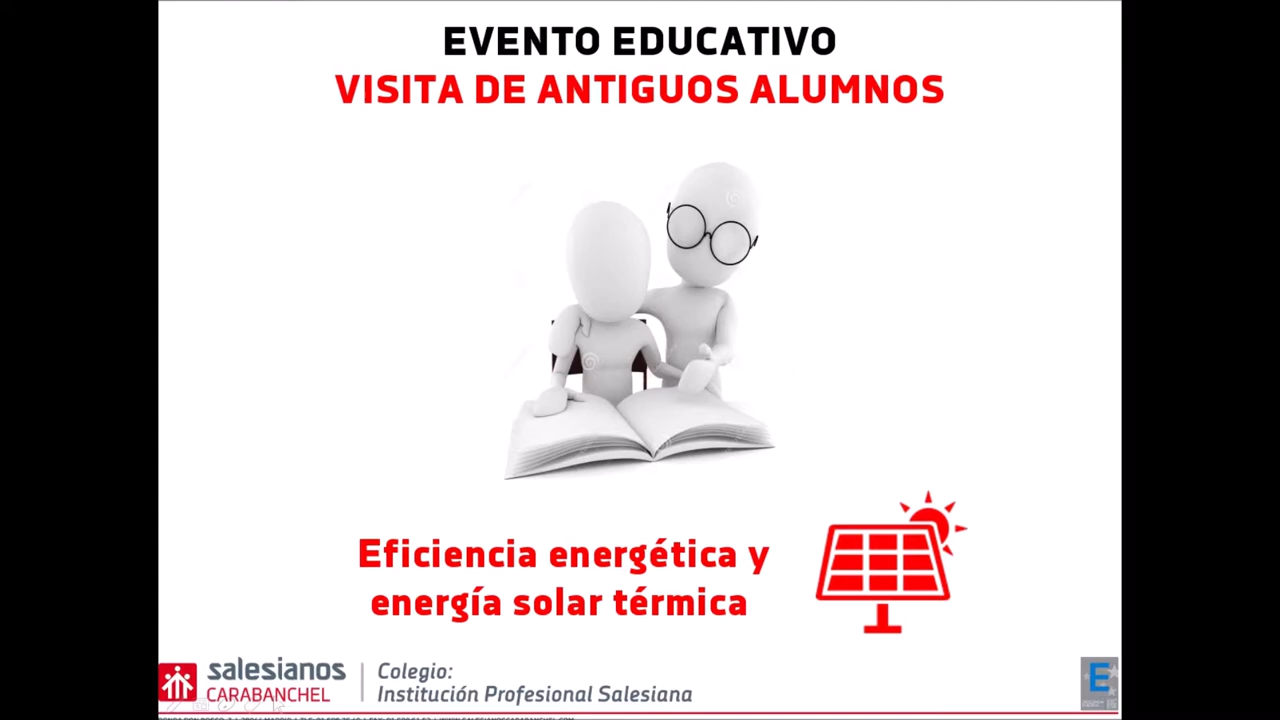 EVENTO EDUCATIVO
VISITA DE ANTIGUOS ALUMNOS
Eficiencia energética y
energía solar térmica
salesianos
CARABANCHEL
Colegio:
Institución Profesional Salesiana
E